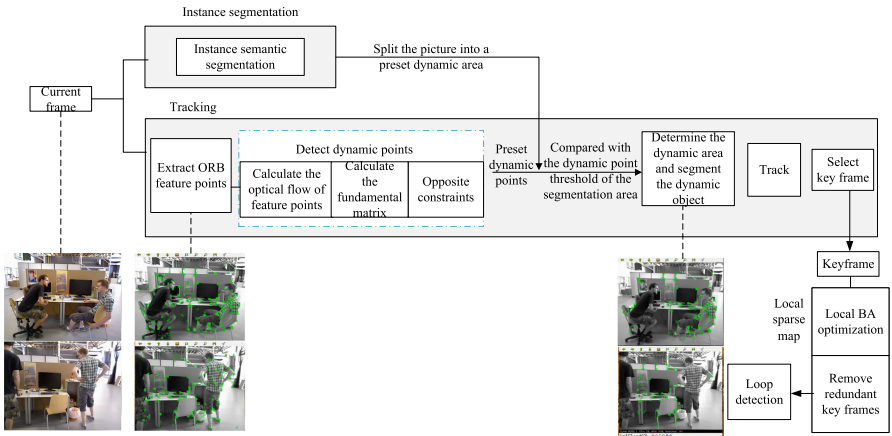 Instance segmentation
Instance semantic
segmentation
Split the picture into a
preset dynamic area
Current
frame
Tracking
Extract ORB
feature points
Detect dynamic points
Calculate the
optical flow of
feature points
Calculate
the
fundamental
matrix
Opposite
constraints
Preset
dynamic
points
Compared with
the dynamic point
threshold of the
segmentation area
Determine the
dynamic area
and segment
the dynamic
object
Track
Select
key frame
Keyframe
Local
sparse
map
Local BA
optimization
Remove
redundant
key frames
Loop
detection